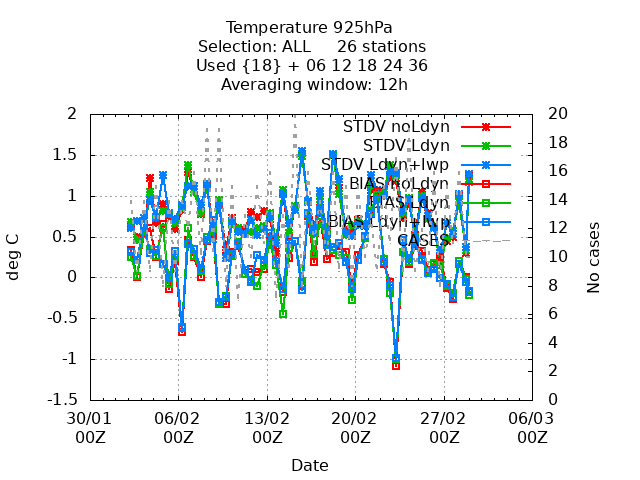 Temperature 925hPa
Selection: ALL     26 stations
Used {18} + 06 12 18 24 36
Averaging window: 12h
STDV noLdyn
STDV Ldyn
STDV Ldyn+lwp
BIAS noLdyn
BIAS Ldyn
BIAS Ldyn+lwp
CASES
2
1.5
1
0.5
0
-0.5
-1
-1.5
deg C
20
18
16
14
12
10
8
6
4
2
0
No cases
30/01 06/02 13/02 20/02 27/02 06/03
00Z 00Z 00Z 00Z 00Z 00Z
Date